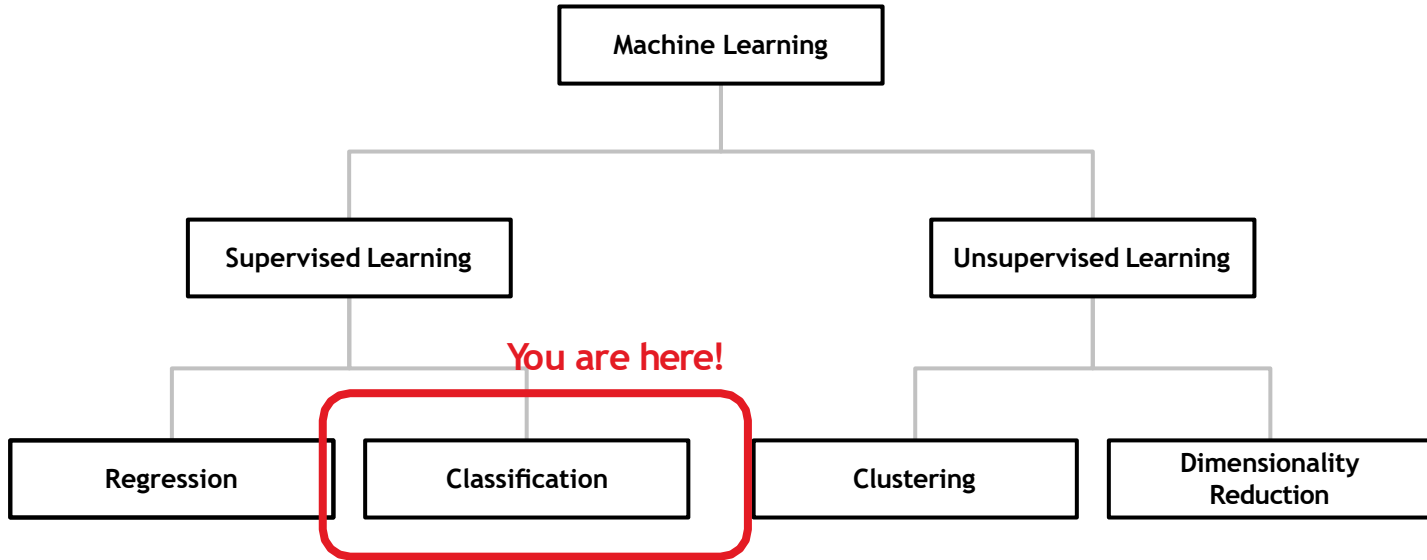 Machine Learning
Supervised Learning
Unsupervised Learning
You are here!
Regression
Classification
Clustering
Dimensionality
Reduction